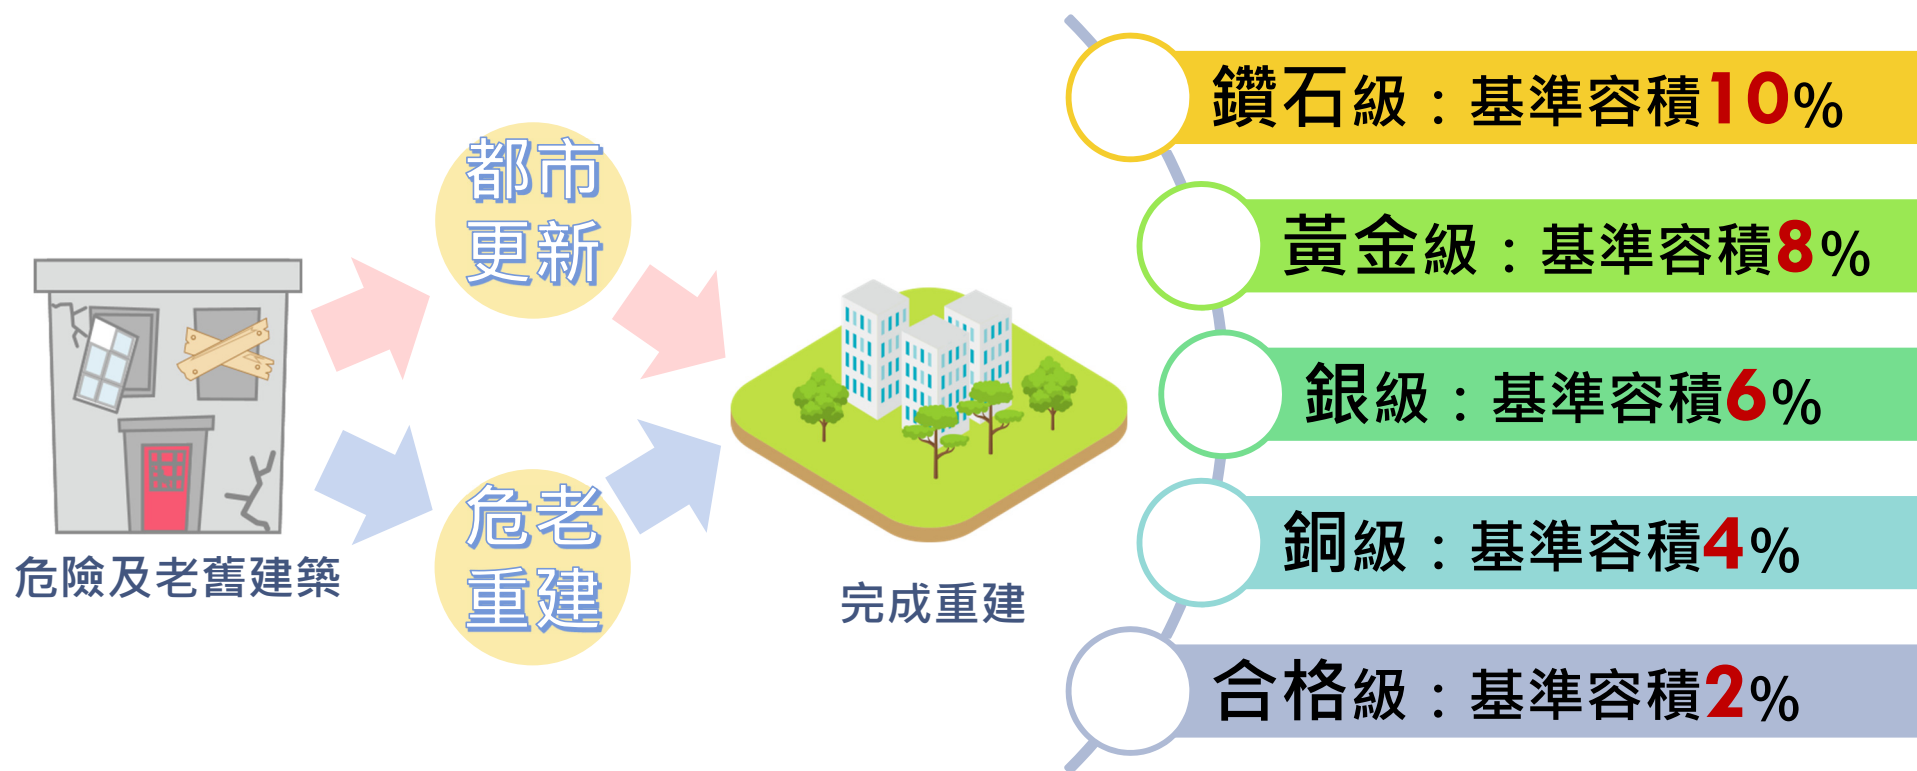 都市
更新
危老
重建
危險及老舊建築
完成重建
鑽石級：基準容積10%
黃金級：基準容積8%
銀級：基準容積6%
銅級：基準容積4%
合格級：基準容積2%